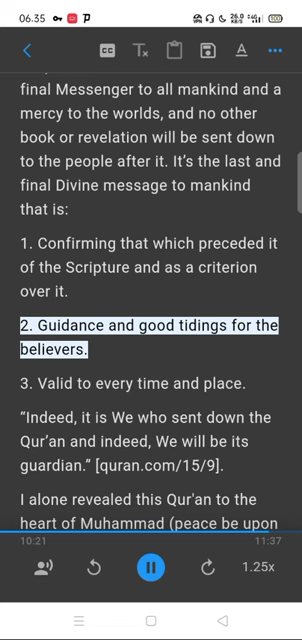 06.35
26.0
KB/S
CC
final Messenger to all mankind and a
mercy to the worlds, and no other
book or revelation will be sent down
to the people after it. It’s the last and
final Divine message to mankind
that is:
1. Confirming that which preceded it
of the Scripture and as a criterion
over it.
2. Guidance and good tidings for the
believers.
3. Valid to every time and place.
“Indeed, it is We who sent down the
Qur’an and indeed, We will be its
guardian.” [quran.com/15/9].
I alone revealed this Qur'an to the
heart of Muhammad (peace be upon
10:21
11:37
1.25x